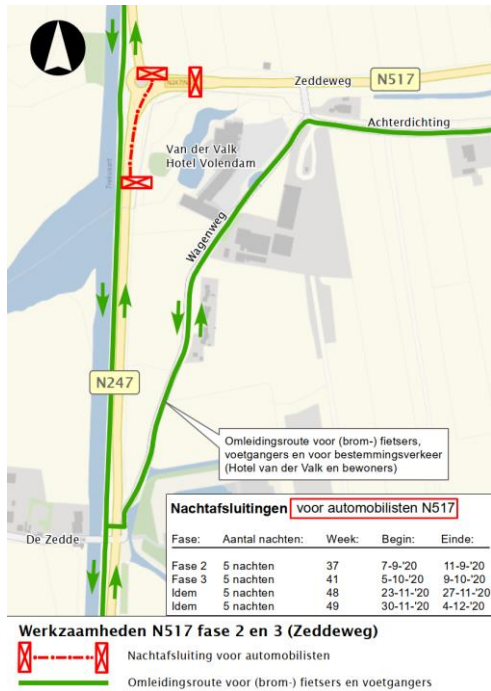 N247
Zeddeweg
N517
Achterdichting
Van der Valk
Hotel Volendam
Trekvaart
Wagenweg
N247
Omleidingsroute voor (brom-) fietsers,
voetgangers en voor bestemmingsverkeer
(Hotel van der Valk en bewoners)
De Zedde
Nachtafsluitingen voor automobilisten N517
Fase: Aantal nachten: Week: Begin: Einde:
Fase 2 5 nachten 37 7-9-'20 11-9-'20
Fase 3 5 nachten 41 5-10-'20 9-10-'20
Idem 5 nachten 48 23-11-'20 27-11-'20
Idem 5 nachten 49 30-11-'20 4-12-'20
Werkzaamheden N517 fase 2 en 3 (Zeddeweg)
Nachtafsluiting voor automobilisten
Omleidingsroute voor (brom-) fietsers en voetgangers